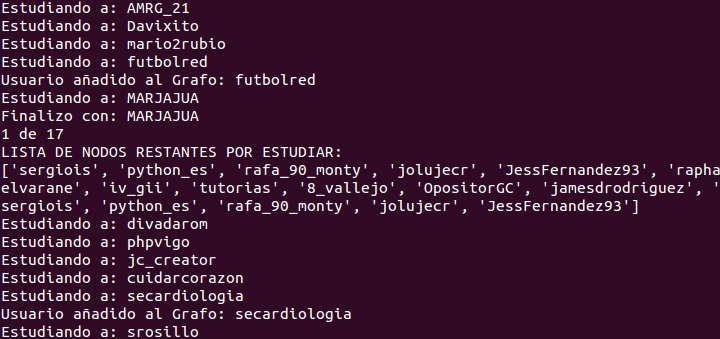 Estudiando a: AMRG_21
Estudiando a: Davixito
Estudiando a: mario2rubio
Estudiando a: futbolred
Usuario añadido al Grafo: futbolred
Estudiando a: MARJAJUA
Finalizo con: MARJAJUA
1 de 17
LISTA DE NODOS RESTANTES POR ESTUDIAR:
['sergiois', 'python_es', 'rafa_90_monty', 'jolujecr', 'JessFernandez93', 'rapha
elvarane', 'iv_gii', 'tutorias', '8_vallejo', 'OpositorGC', 'jamesdrodriguez', '
sergiois', 'python_es', 'rafa_90_monty', 'jolujecr', 'JessFernandez93']
Estudiando a: divadarom
Estudiando a: phpvigo
Estudiando a: jc_creator
Estudiando a: cuidarcorazon
Estudiando a: secardiologia
Usuario añadido al Grafo: secardiologia
Estudiando a: srosillo